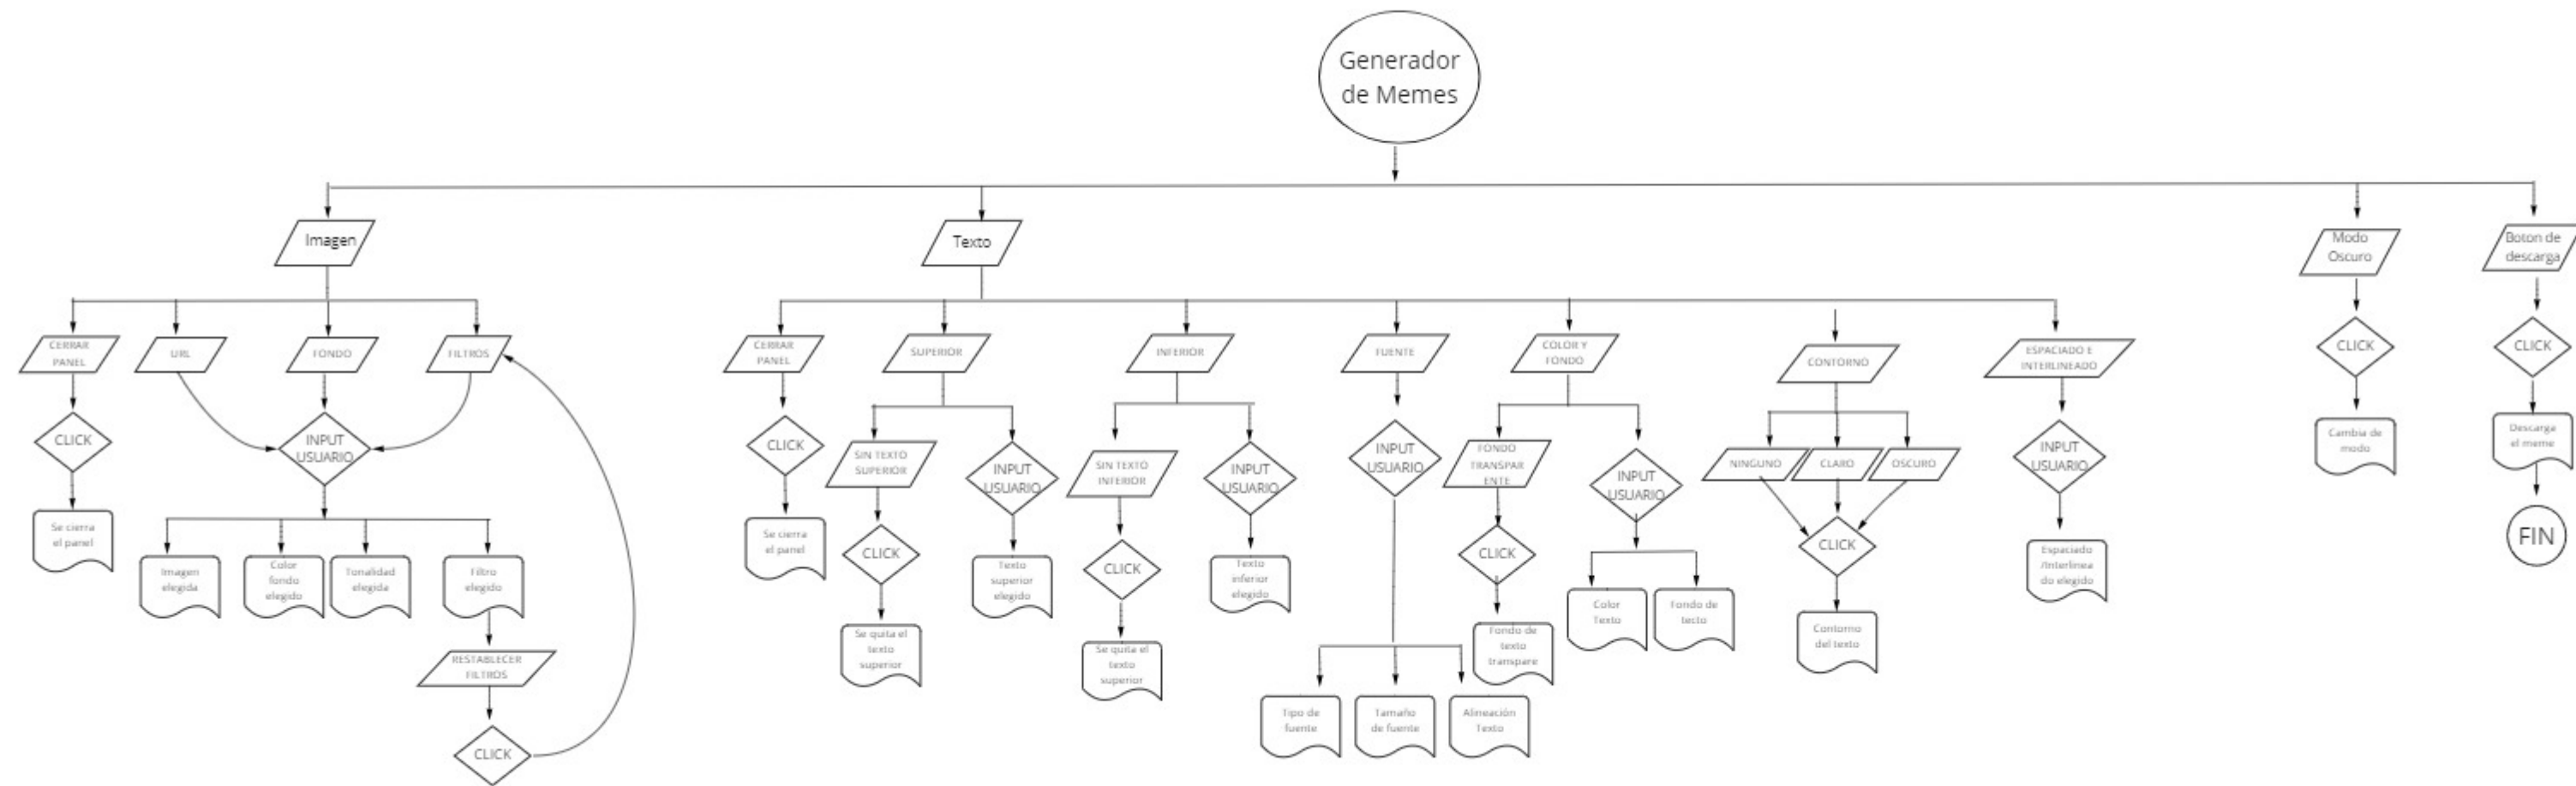 Generador
de Memes
Imagen
Texto
Modo
Oscuro
Boton de
descarga
CERRAR
PANEL
URL
FONDO
FILTROS
CERRAR
PANEL
SUPERIOR
INFERIOR
FUENTE
COLOR Y
FONDO
CONTORNO
ESPACIADO E
INTERLINEADO
CLICK
CLICK
CLICK
INPUT
USUARIO
CLICK
SIN TEXTO
SUPERIOR
INPUT
USUARIO
SIN TEXTO
INFERIOR
INPUT
USUARIO
INPUT
USUARIO
FONDO
TRANSPAR
ENTE
INPUT
USUARIO
NINGUNO
CLARO
OSCURO
INPUT
USUARIO
Cambia de
modo
Descarga
el meme
Se cierra
el panel
Se cierra
el panel
CLICK
CLICK
CLICK
CLICK
FIN
Imagen
elegida
Color
fondo
elegido
Tonalidad
elegida
Filtro
elegido
Texto
superior
elegido
Texto
inferior
elegido
Espaciado
/Interlinea
do elegido
Se quita el
texto
superior
Se quita el
texto
superior
Fondo de
texto
transpare
Color
Texto
Fondo de
tecto
Contorno
del texto
RESTABLECER
FILTROS
Tipo de
fuente
Tamaño
de fuente
Alineación
Texto
CLICK